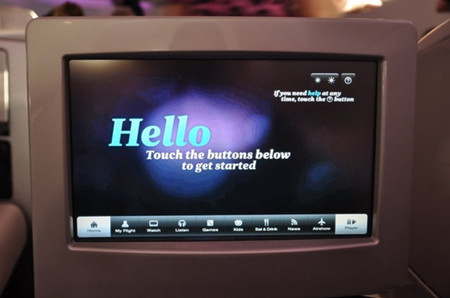 If you need help at any
time, touch the ? button
Hello
Touch the buttons below
to get started
Home My Flight Watch Listen Games Kids Eat & Drink News Airshow Player